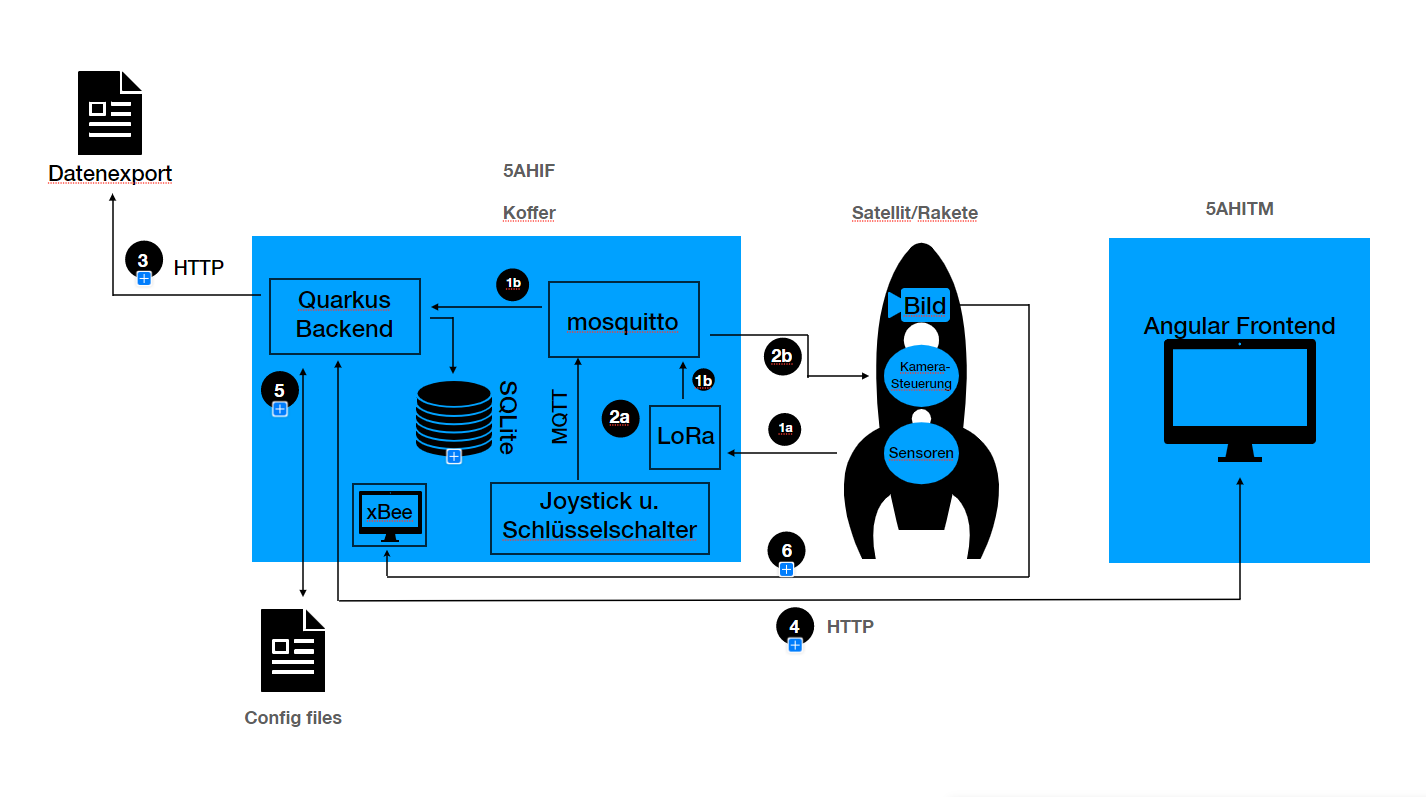 Datenexport
3
HTTP
5AHIF
Koffer
Satellit/Rakete
5AHITM
Quarkus
Backend
1b
mosquitto
2b
Bild
Kamera-
Steuerung
Angular Frontend
5
SQLite
MQTT
2a
1b
LoRa
1a
Sensoren
xBee
Joystick u.
Schlüsselschalter
6
4
HTTP
Config files